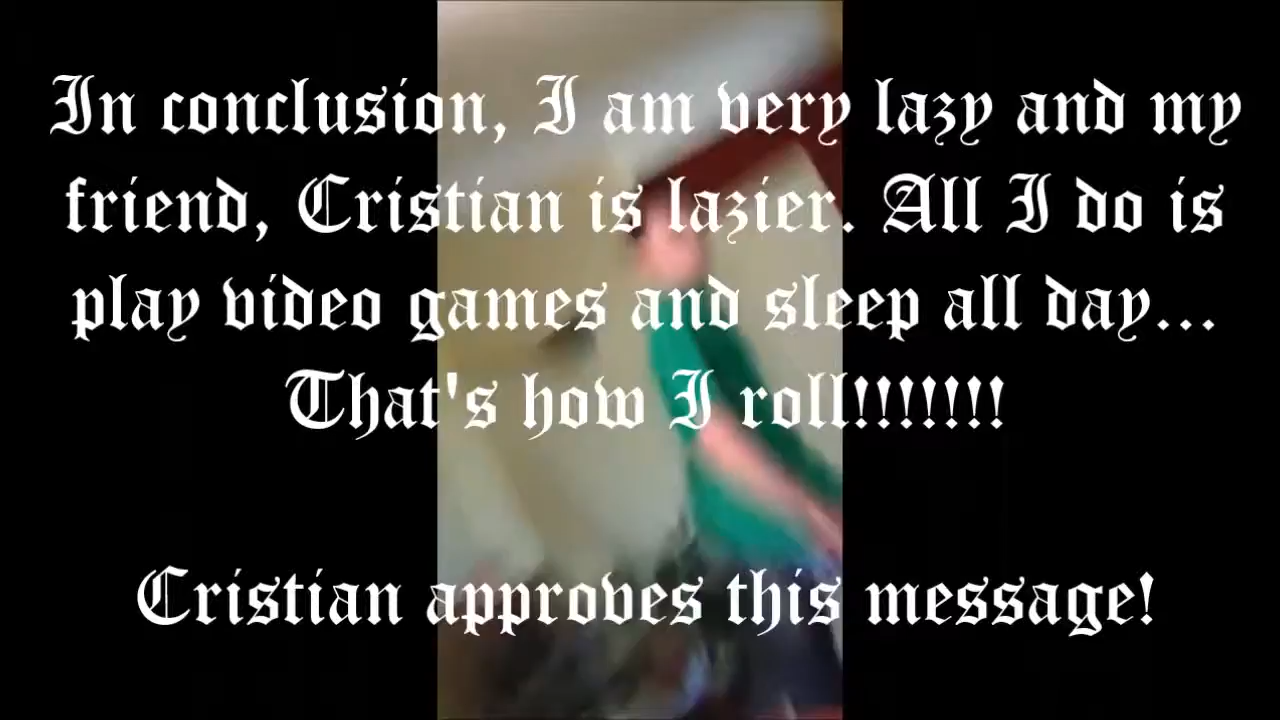 In conclusion, I am very lazy and my
friend, Cristian is lazier. All I do is
play video games and sleep all day...
That's how I roll!!!!!!!
Cristian approves this message!